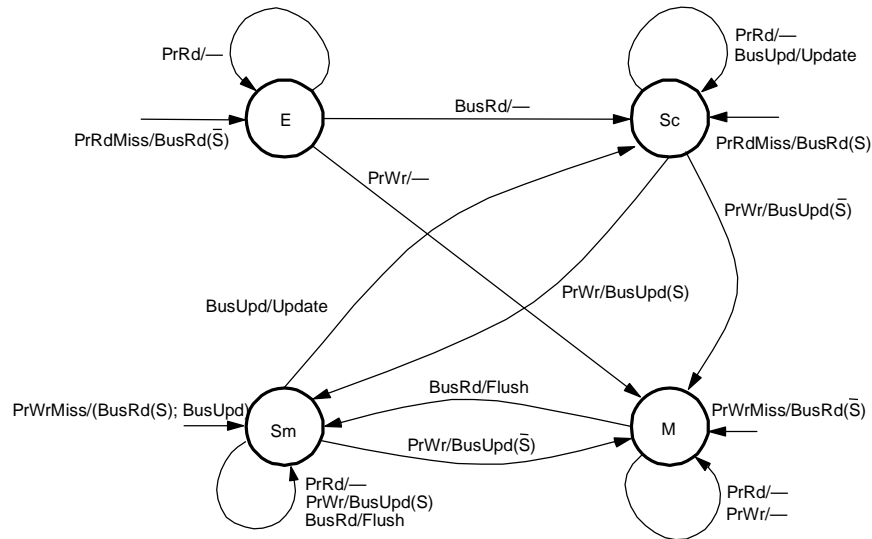 PrRd/—
PrRd/—
BusUpd/Update
E
BusRd/—
Sc
PrRdMiss/BusRd(S̄)
PrRdMiss/BusRd(S)
PrWr/—
PrWr/BusUpd(S̄)
BusUpd/Update
PrWr/BusUpd(S)
BusRd/Flush
PrWrMiss/(BusRd(S); BusUpd)
PrWrMiss/BusRd(S̄)
Sm
M
PrWr/BusUpd(S̄)
PrRd/—
PrWr/BusUpd(S)
BusRd/Flush
PrRd/—
PrWr/—